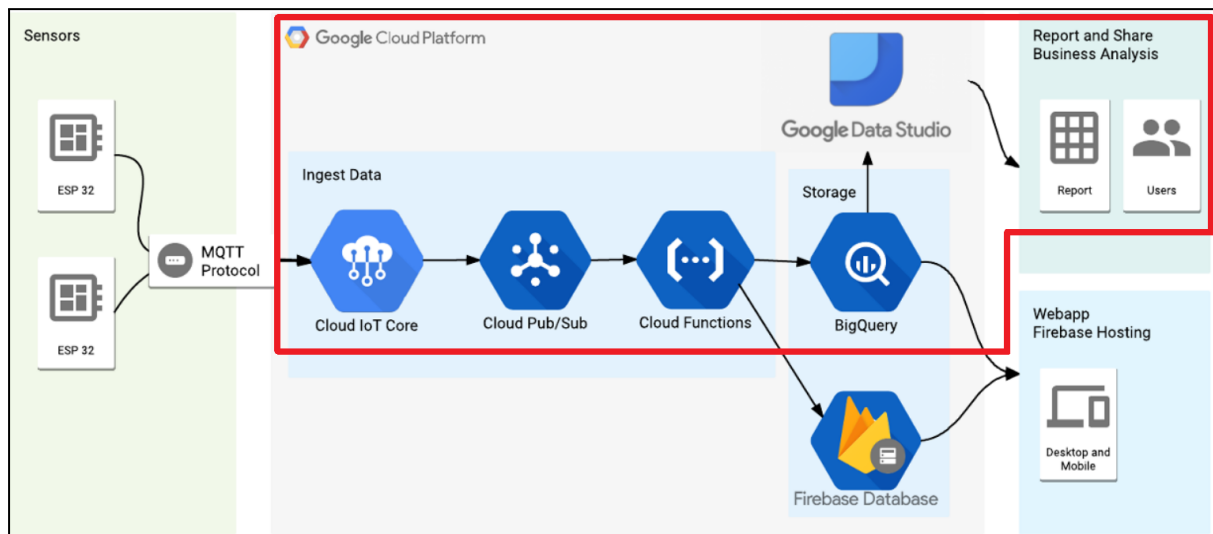 Sensors
ESP 32
ESP 32
MQTT
Protocol
Google Cloud Platform
Ingest Data
Cloud IoT Core
Cloud Pub/Sub
Cloud Functions
Google Data Studio
Storage
BigQuery
Firebase Database
Report and Share
Business Analysis
Report
Users
Webapp
Firebase Hosting
Desktop and
Mobile